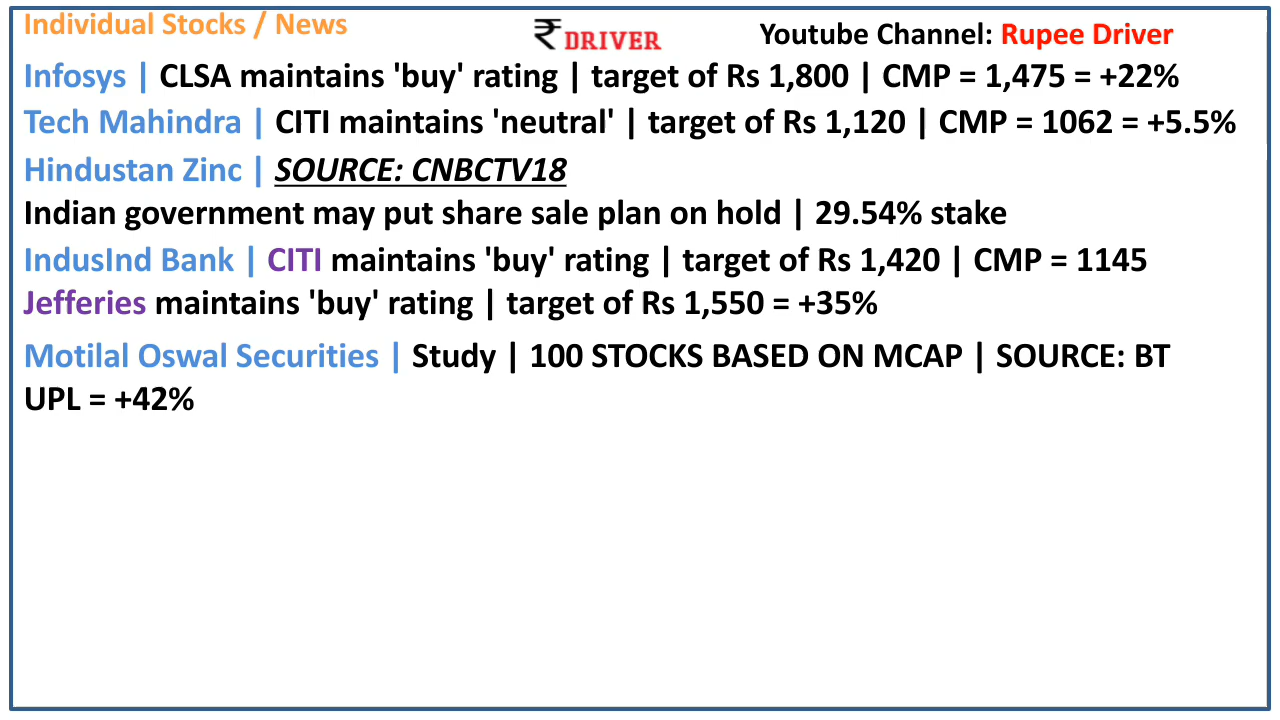 Individual Stocks / News
₹ DRIVER
Youtube Channel: Rupee Driver
Infosys | CLSA maintains 'buy' rating | target of Rs 1,800 | CMP = 1,475 = +22%
Tech Mahindra | CITI maintains 'neutral' | target of Rs 1,120 | CMP = 1062 = +5.5%
Hindustan Zinc | SOURCE: CNBCTV18
Indian government may put share sale plan on hold | 29.54% stake
IndusInd Bank | CITI maintains 'buy' rating | target of Rs 1,420 | CMP = 1145
Jefferies maintains 'buy' rating | target of Rs 1,550 = +35%
Motilal Oswal Securities | Study | 100 STOCKS BASED ON MCAP | SOURCE: BT
UPL = +42%